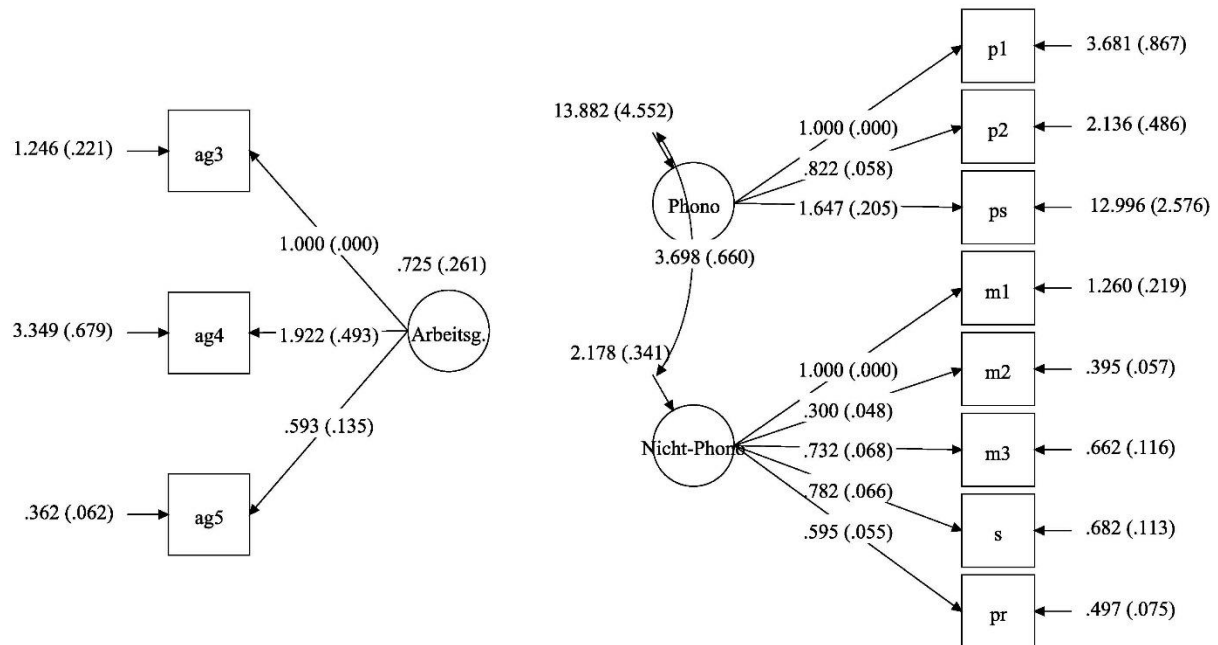 1.246 (.221)
ag3
1.000 (.000)
.725 (.261)
3.349 (.679)
ag4
1.922 (.493)
Arbeitsg.
.593 (.135)
.362 (.062)
ag5
13.882 (4.552)
Phono
3.698 (.660)
2.178 (.341)
Nicht-Phono
1.000 (.000)
p1
3.681 (.867)
.822 (.058)
p2
2.136 (.486)
1.647 (.205)
ps
12.996 (2.576)
1.000 (.000)
m1
1.260 (.219)
.300 (.048)
m2
.395 (.057)
.732 (.068)
m3
.662 (.116)
.782 (.066)
s
.682 (.113)
.595 (.055)
pr
.497 (.075)